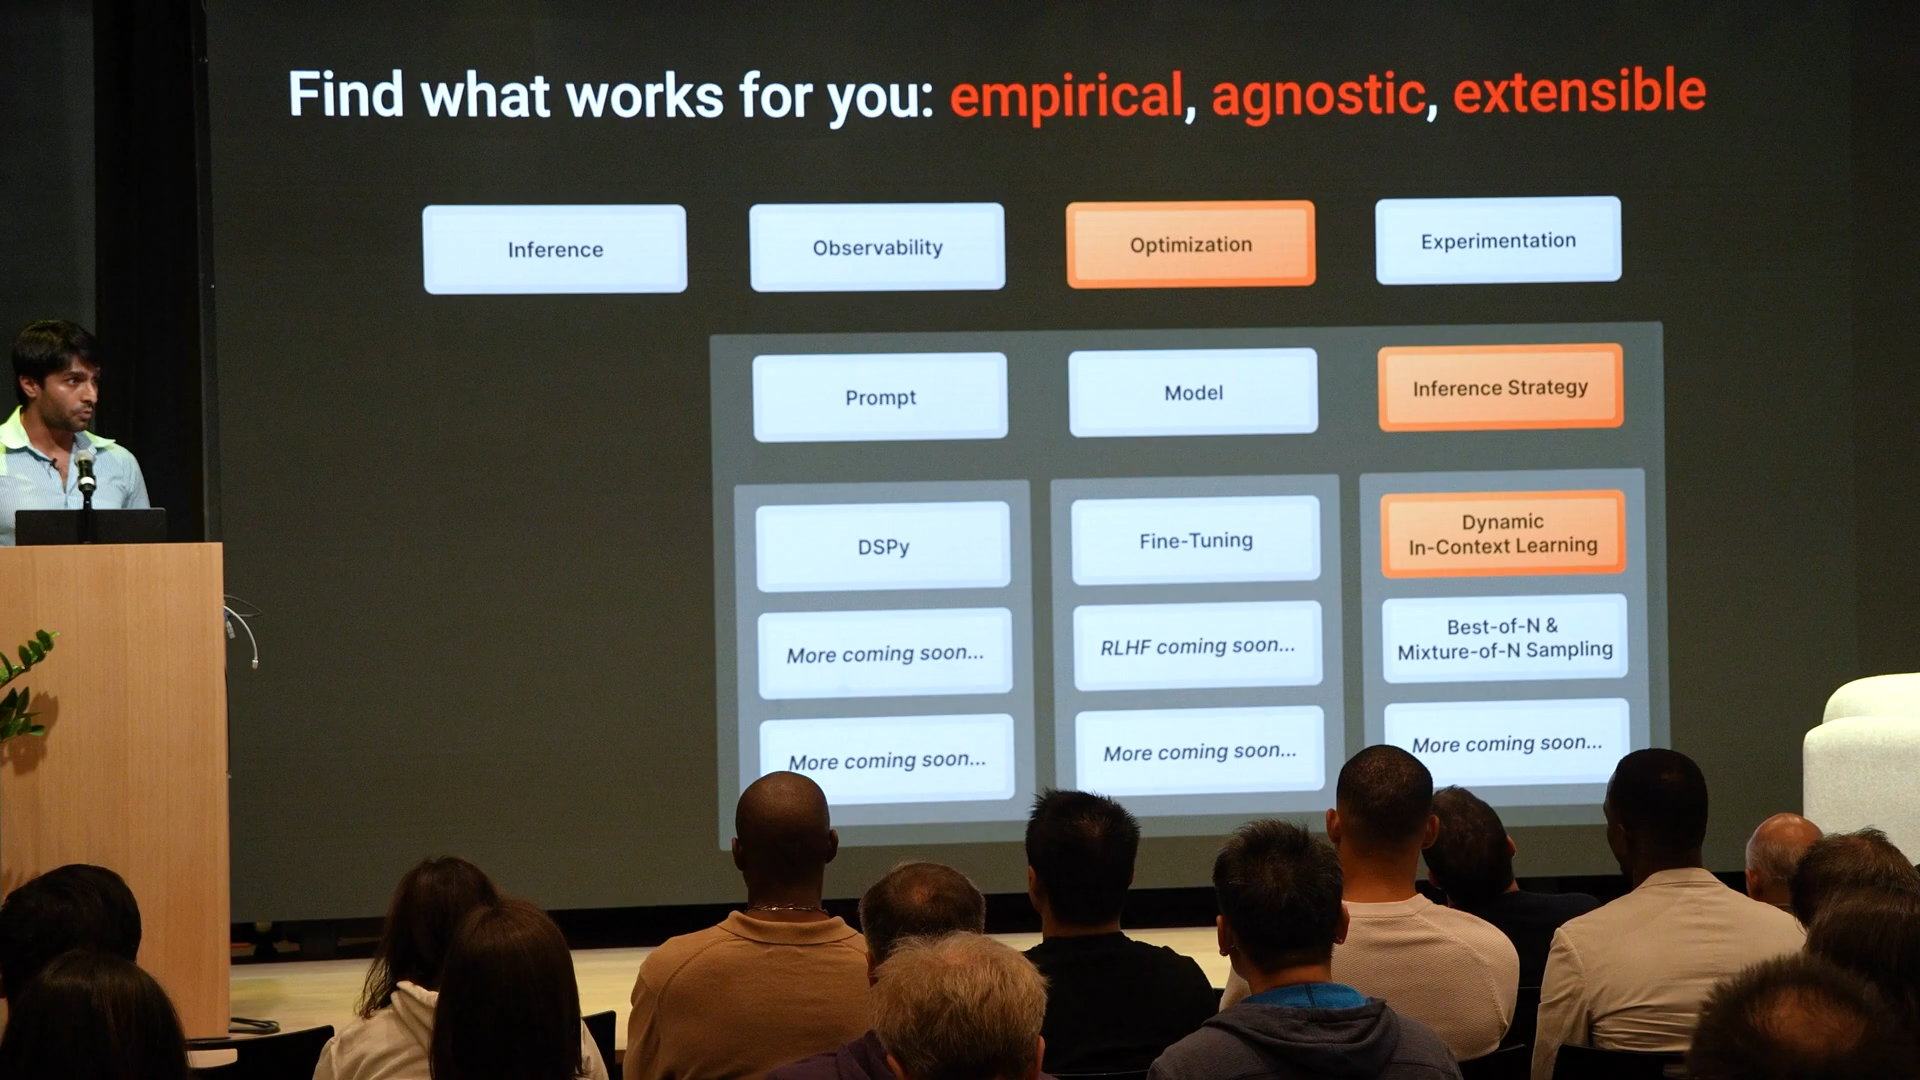 Find what works for you: empirical, agnostic, extensible
Inference
Observability
Optimization
Experimentation
Prompt
Model
Inference Strategy
DSPy
Fine-Tuning
Dynamic
In-Context Learning
More coming soon...
RLHF coming soon...
Best-of-N &
Mixture-of-N Sampling
More coming soon...
More coming soon...
More coming soon...